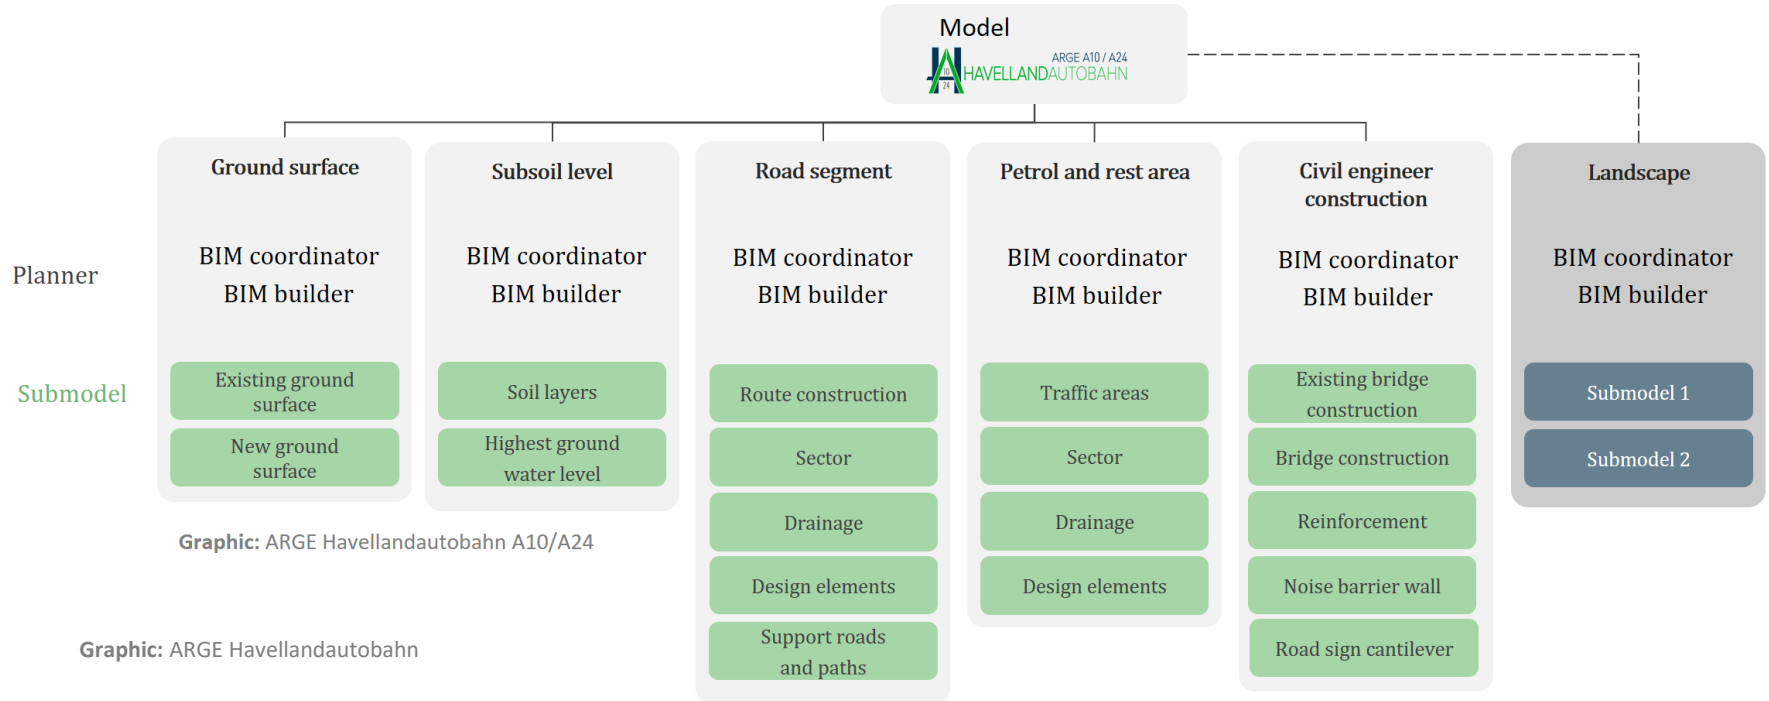 Model
ARGE A10 / A24
HAVELLANDAUTOBAHN
10
24
Ground surface
Subsoil level
Road segment
Petrol and rest area
Civil engineer
construction
Landscape
Planner
BIM coordinator
BIM builder
BIM coordinator
BIM builder
BIM coordinator
BIM builder
BIM coordinator
BIM builder
BIM coordinator
BIM builder
BIM coordinator
BIM builder
Submodel
Existing ground
surface
New ground
surface
Soil layers
Highest ground
water level
Route construction
Sector
Drainage
Design elements
Support roads
and paths
Traffic areas
Sector
Drainage
Design elements
Existing bridge
construction
Bridge construction
Reinforcement
Noise barrier wall
Road sign cantilever
Submodel 1
Submodel 2
Graphic: ARGE Havellandautobahn A10/A24
Graphic: ARGE Havellandautobahn